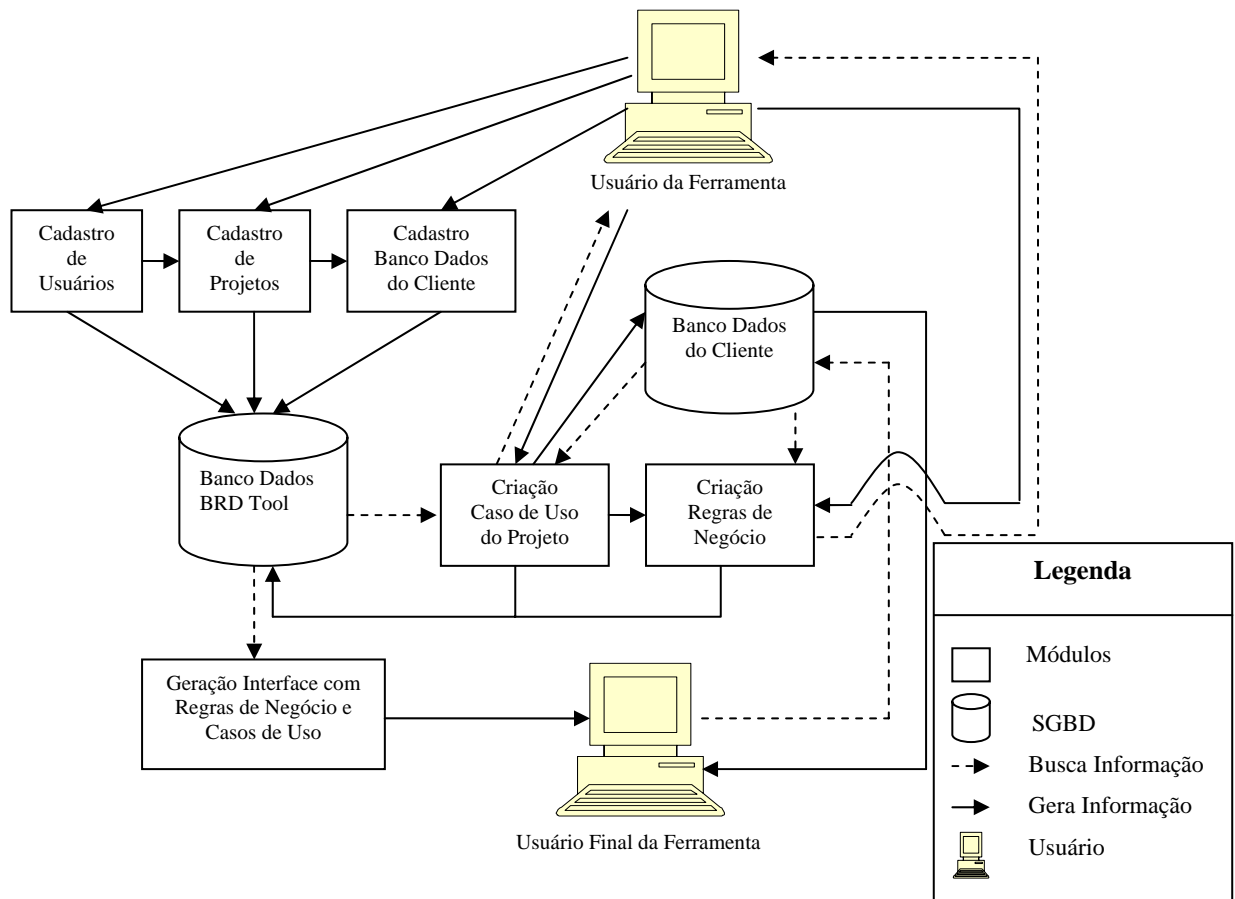 Usuário da Ferramenta
Cadastro
de
Usuários
Cadastro
de
Projetos
Cadastro
Banco Dados
do Cliente
Banco Dados
do Cliente
Banco Dados
BRD Tool
Criação
Caso de Uso
do Projeto
Criação
Regras de
Negócio
Geração Interface com
Regras de Negócio e
Casos de Uso
Usuário Final da Ferramenta
Legenda
Módulos
SGBD
Busca Informação
Gera Informação
Usuário